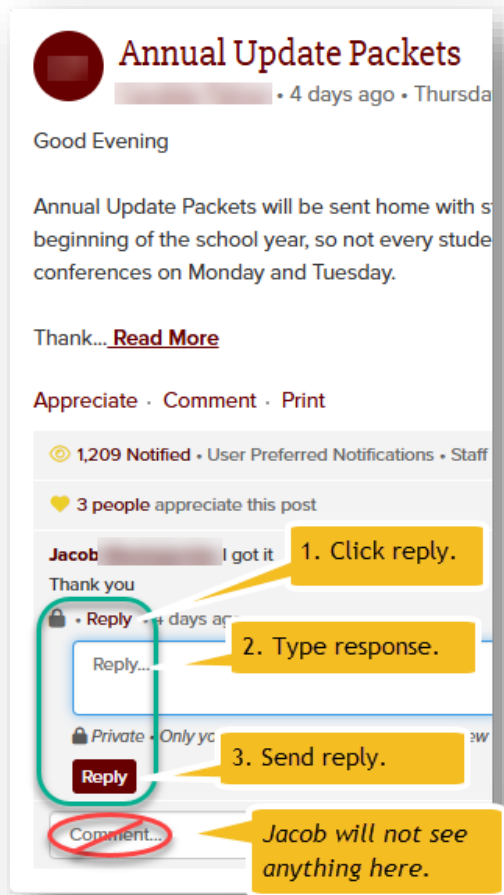 Annual Update Packets
• 4 days ago • Thursda
Good Evening
Annual Update Packets will be sent home with s
beginning of the school year, so not every stude
conferences on Monday and Tuesday.
Thank... Read More
Appreciate · Comment · Print
1,209 Notified • User Preferred Notifications • Staff
3 people appreciate this post
Jacob I got it
Thank you
1. Click reply.
• Reply • 4 days ago
2. Type response.
Reply...
Private • Only yo ew
3. Send reply.
Reply
Comment...
Jacob will not see
anything here.